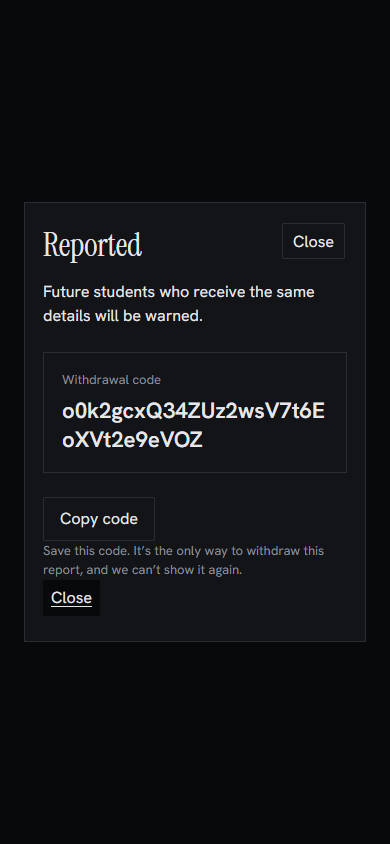 Reported
Close
Future students who receive the same
details will be warned.
Withdrawal code
o0k2gcxQ34ZUz2wsV7t6E
oXVt2e9eVOZ
Copy code
Save this code. It’s the only way to withdraw this
report, and we can’t show it again.
Close